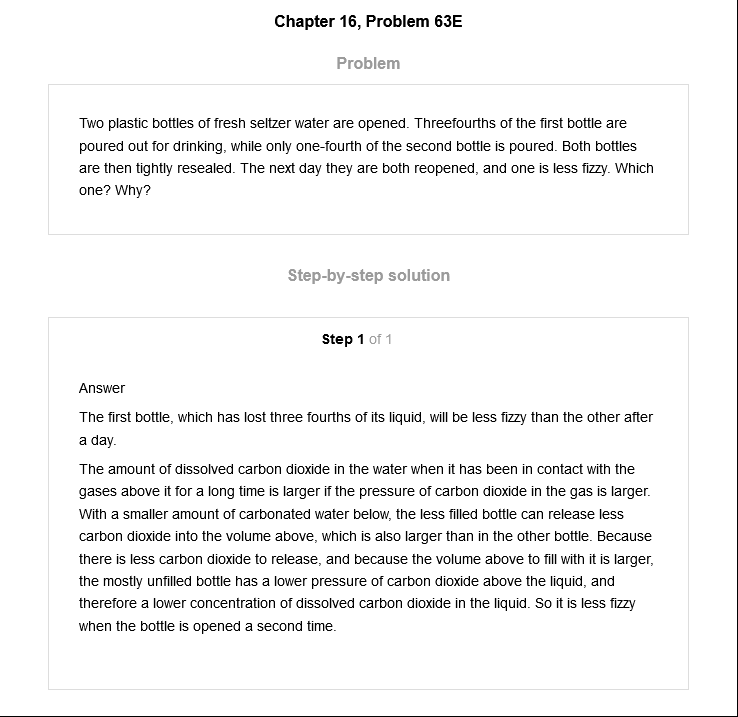 Chapter 16, Problem 63E
Problem
Two plastic bottles of fresh seltzer water are opened. Threefourths of the first bottle are
poured out for drinking, while only one-fourth of the second bottle is poured. Both bottles
are then tightly resealed. The next day they are both reopened, and one is less fizzy. Which
one? Why?
Step-by-step solution
Step 1 of 1
Answer
The first bottle, which has lost three fourths of its liquid, will be less fizzy than the other after
a day.
The amount of dissolved carbon dioxide in the water when it has been in contact with the
gases above it for a long time is larger if the pressure of carbon dioxide in the gas is larger.
With a smaller amount of carbonated water below, the less filled bottle can release less
carbon dioxide into the volume above, which is also larger than in the other bottle. Because
there is less carbon dioxide to release, and because the volume above to fill with it is larger,
the mostly unfilled bottle has a lower pressure of carbon dioxide above the liquid, and
therefore a lower concentration of dissolved carbon dioxide in the liquid. So it is less fizzy
when the bottle is opened a second time.